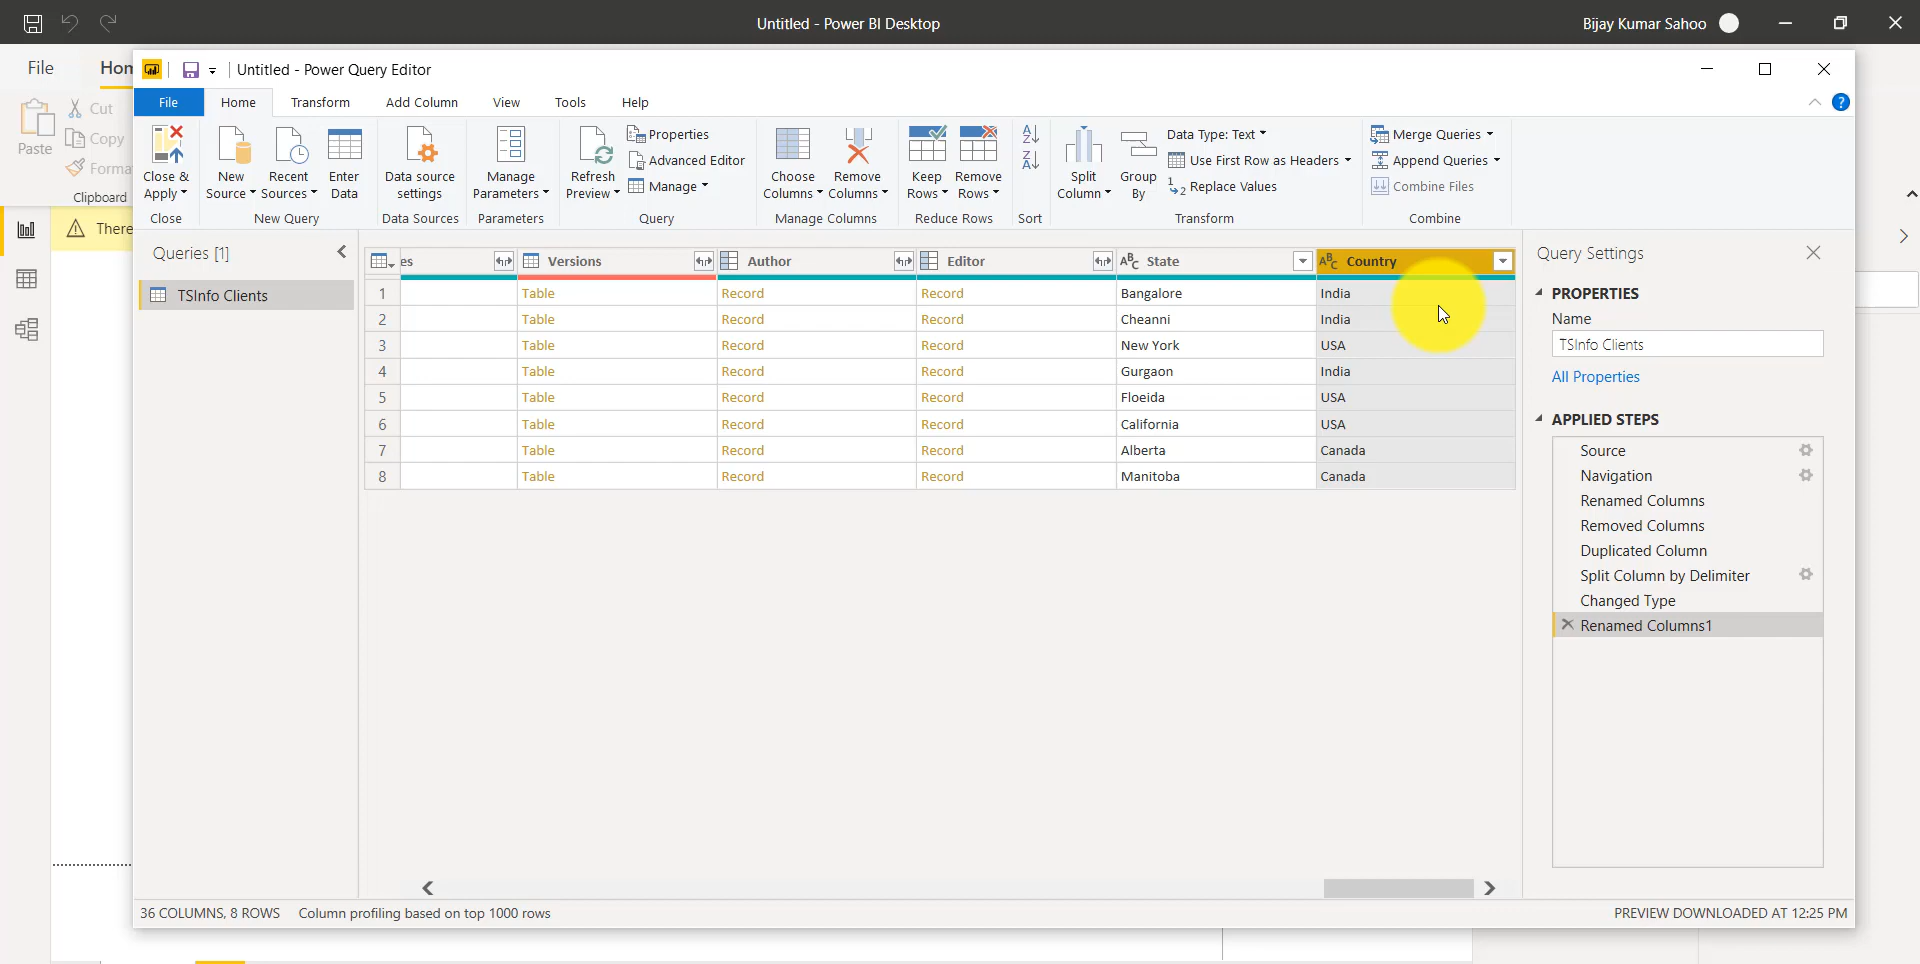 Untitled - Power BI Desktop
Bijay Kumar Sahoo
File
Hom
Paste
Cut
Copy
Forma
Clipboard
There
Untitled - Power Query Editor
File Home Transform Add Column View Tools Help
Close & Apply
Close
New Source
Recent Sources
Enter Data
New Query
Data source settings
Data Sources
Manage Parameters
Parameters
Refresh Preview
Properties
Advanced Editor
Manage
Query
Choose Columns
Remove Columns
Manage Columns
Keep Rows
Remove Rows
Reduce Rows
Sort
Split Column
Group By
Data Type: Text
Use First Row as Headers
Replace Values
Transform
Merge Queries
Append Queries
Combine Files
Combine
Queries [1]
TSInfo Clients
es Versions Author Editor State Country
1 Table Record Record Bangalore India
2 Table Record Record Cheanni India
3 Table Record Record New York USA
4 Table Record Record Gurgaon India
5 Table Record Record Floeida USA
6 Table Record Record California USA
7 Table Record Record Alberta Canada
8 Table Record Record Manitoba Canada
Query Settings
PROPERTIES
Name
TSInfo Clients
All Properties
APPLIED STEPS
Source
Navigation
Renamed Columns
Removed Columns
Duplicated Column
Split Column by Delimiter
Changed Type
Renamed Columns1
36 COLUMNS, 8 ROWS Column profiling based on top 1000 rows
PREVIEW DOWNLOADED AT 12:25 PM